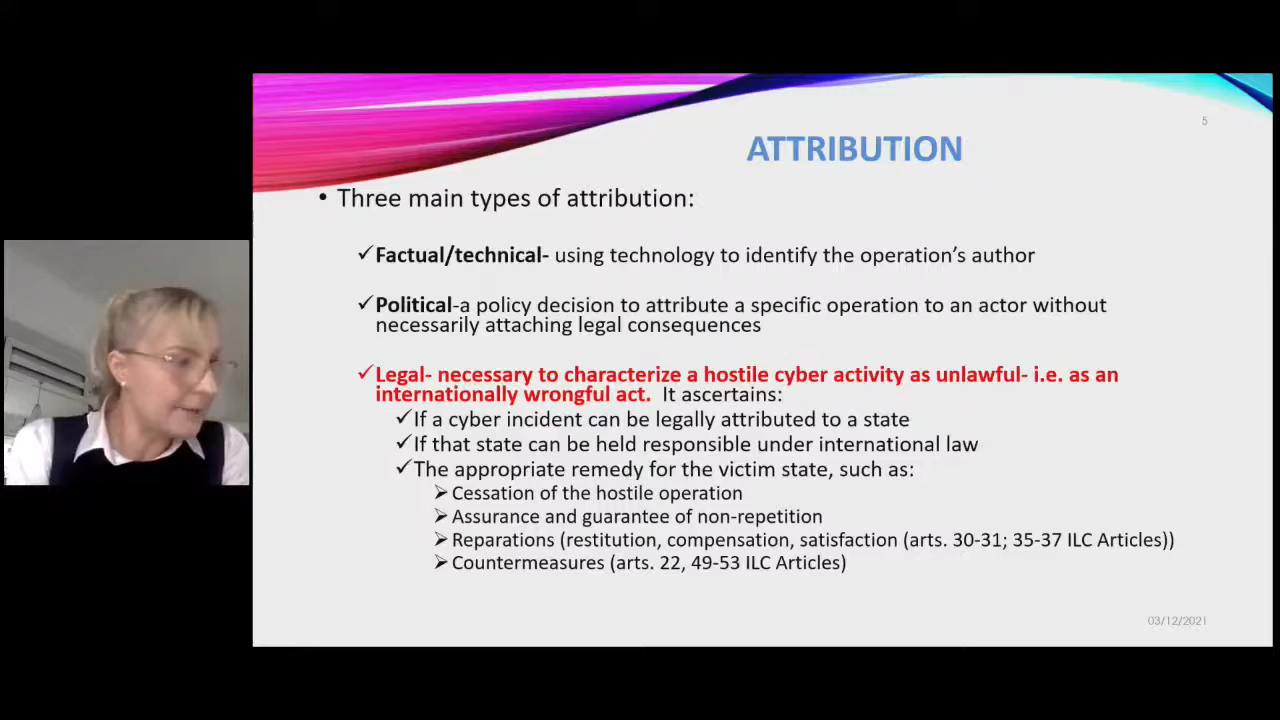 5
ATTRIBUTION
• Three main types of attribution:
✓Factual/technical- using technology to identify the operation's author
✓Political-a policy decision to attribute a specific operation to an actor without
necessarily attaching legal consequences
✓Legal- necessary to characterize a hostile cyber activity as unlawful- i.e. as an
internationally wrongful act. It ascertains:
✓If a cyber incident can be legally attributed to a state
✓If that state can be held responsible under international law
✓The appropriate remedy for the victim state, such as:
➢Cessation of the hostile operation
➢Assurance and guarantee of non-repetition
➢Reparations (restitution, compensation, satisfaction (arts. 30-31; 35-37 ILC Articles))
➢Countermeasures (arts. 22, 49-53 ILC Articles)
03/12/2021